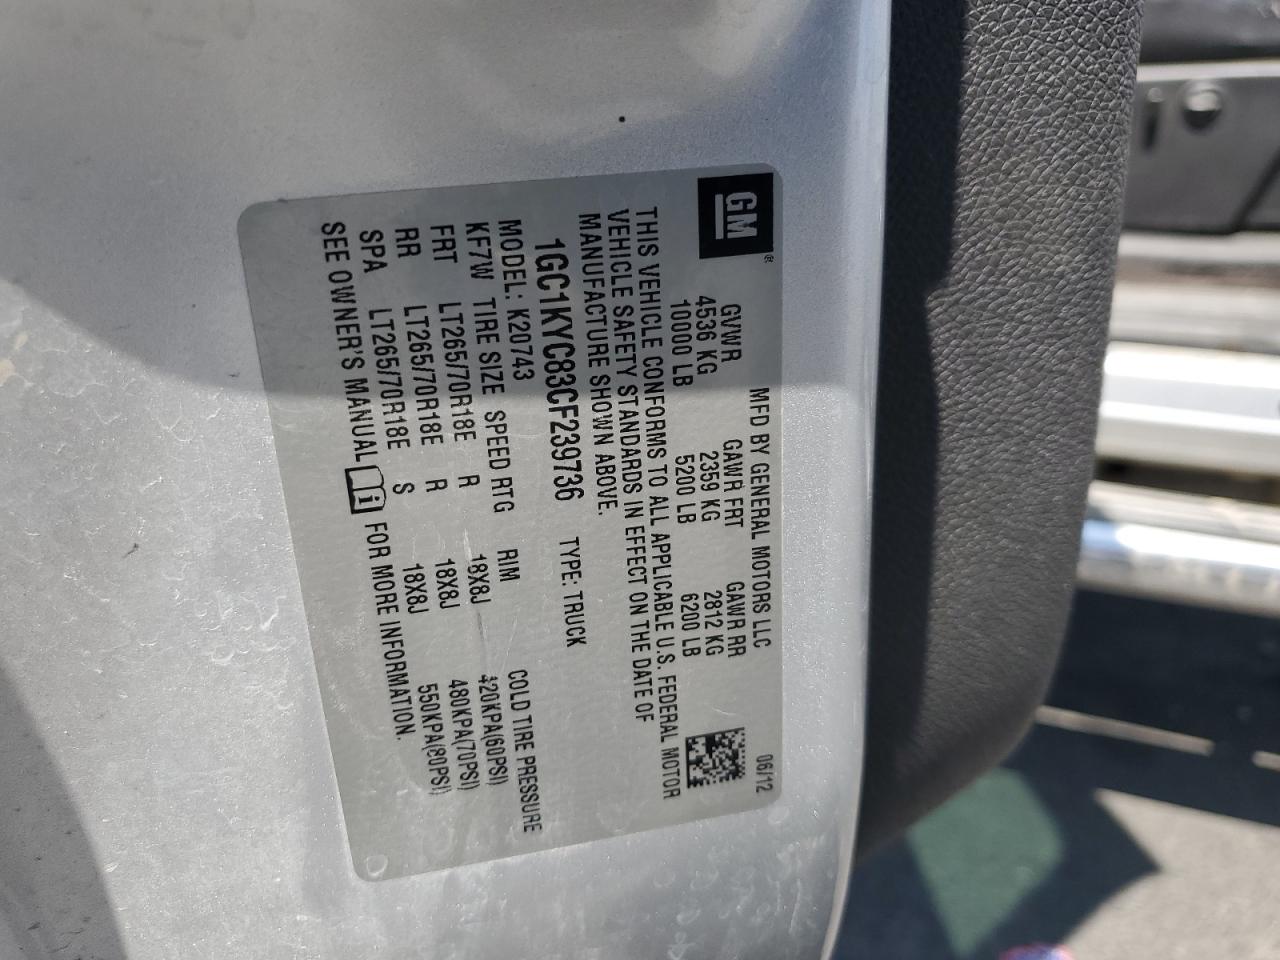 GM
®
MFD BY GENERAL MOTORS LLC 06/12
GVWR GAWR FRT GAWR RR
4536 KG 2359 KG 2812 KG
10000 LB 5200 LB 6200 LB
THIS VEHICLE CONFORMS TO ALL APPLICABLE U.S. FEDERAL MOTOR
VEHICLE SAFETY STANDARDS IN EFFECT ON THE DATE OF
MANUFACTURE SHOWN ABOVE.
1GC1KYC83CF239736 TYPE: TRUCK
MODEL: K20743
KF7W TIRE SIZE SPEED RTG RIM COLD TIRE PRESSURE
FRT LT265/70R18E R 18X8J 420KPA(60PSI)
RR LT265/70R18E R 18X8J 480KPA(70PSI)
SPA LT265/70R18E S 18X8J 550KPA(80PSI)
SEE OWNER'S MANUAL i FOR MORE INFORMATION.